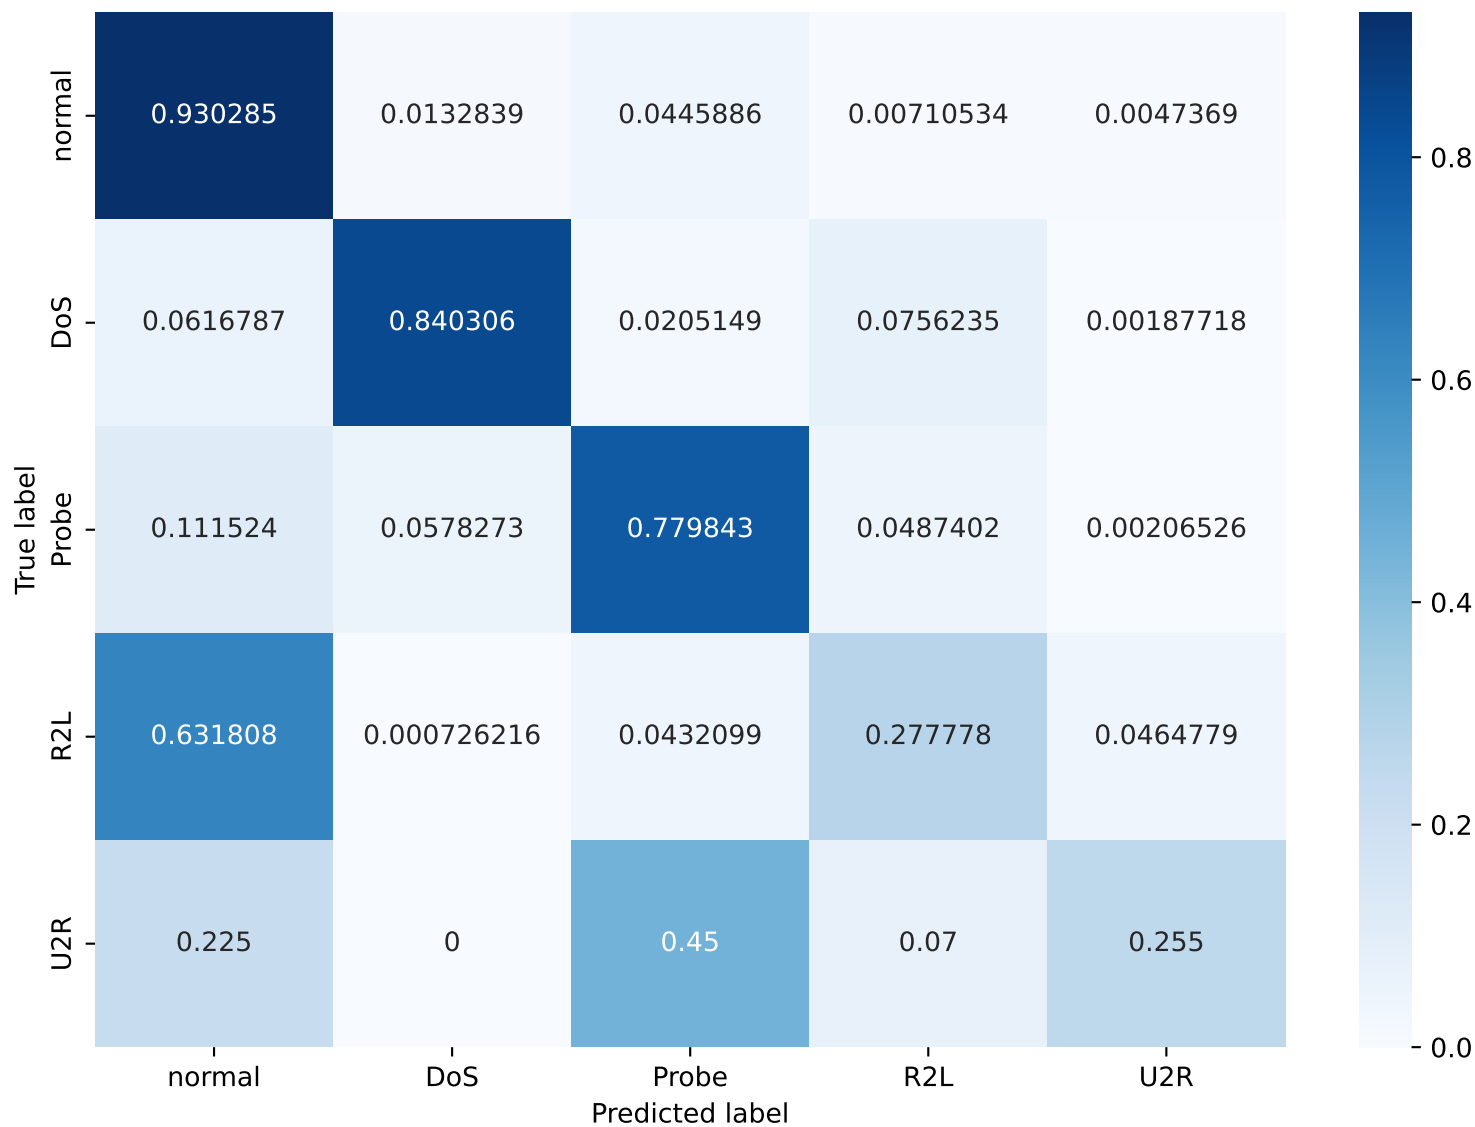 normal 0.930285 0.0132839 0.0445886 0.00710534 0.0047369
DoS 0.0616787 0.840306 0.0205149 0.0756235 0.00187718
Probe 0.111524 0.0578273 0.779843 0.0487402 0.00206526
R2L 0.631808 0.000726216 0.0432099 0.277778 0.0464779
U2R 0.225 0 0.45 0.07 0.255
True label
normal DoS Probe R2L U2R
Predicted label
0.8
0.6
0.4
0.2
0.0